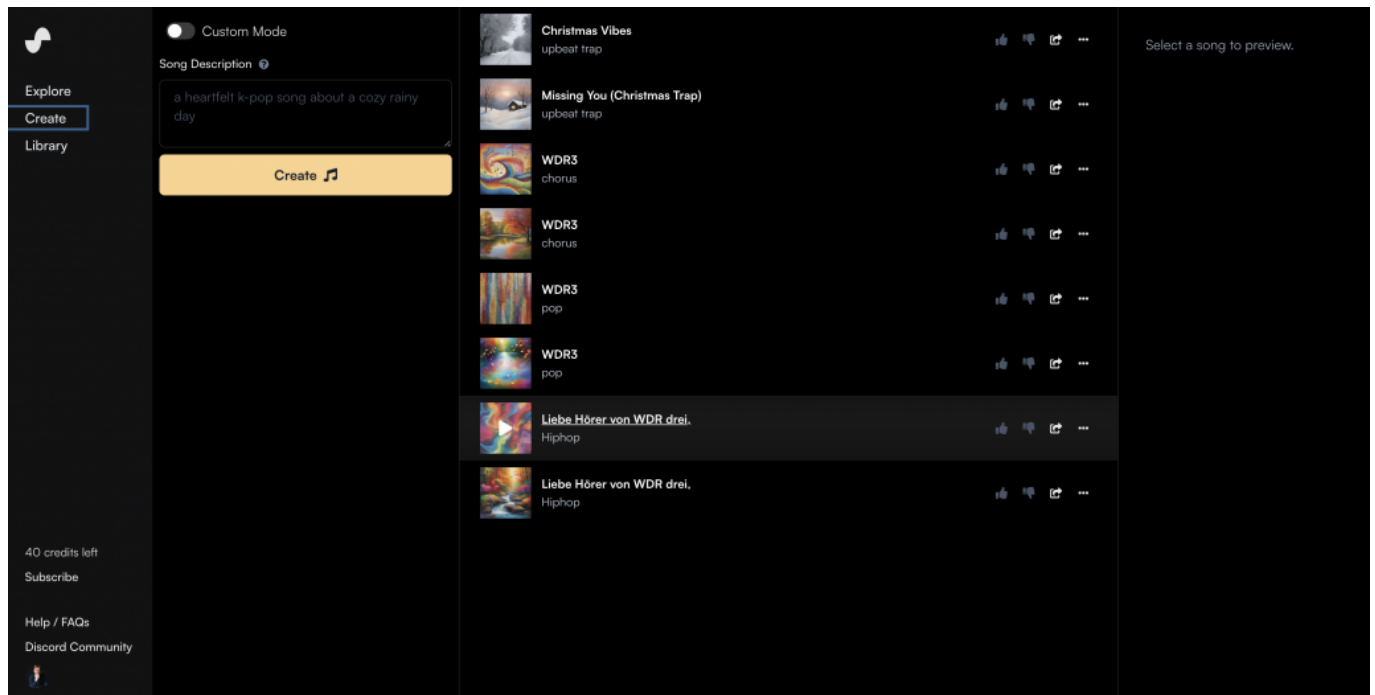 Explore
Create
Library
40 credits left
Subscribe
Help / FAQs
Discord Community
Custom Mode
Song Description
a heartfelt k-pop song about a cozy rainy
day
Create
Christmas Vibes
upbeat trap
Missing You (Christmas Trap)
upbeat trap
WDR3
chorus
WDR3
chorus
WDR3
pop
WDR3
pop
Liebe Hörer von WDR drei,
Hiphop
Liebe Hörer von WDR drei,
Hiphop
Select a song to preview.